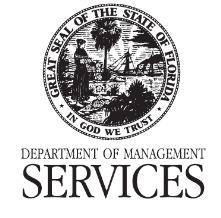 GREAT SEAL OF THE STATE OF FLORIDA
• IN GOD WE TRUST •
DEPARTMENT OF MANAGEMENT
SERVICES